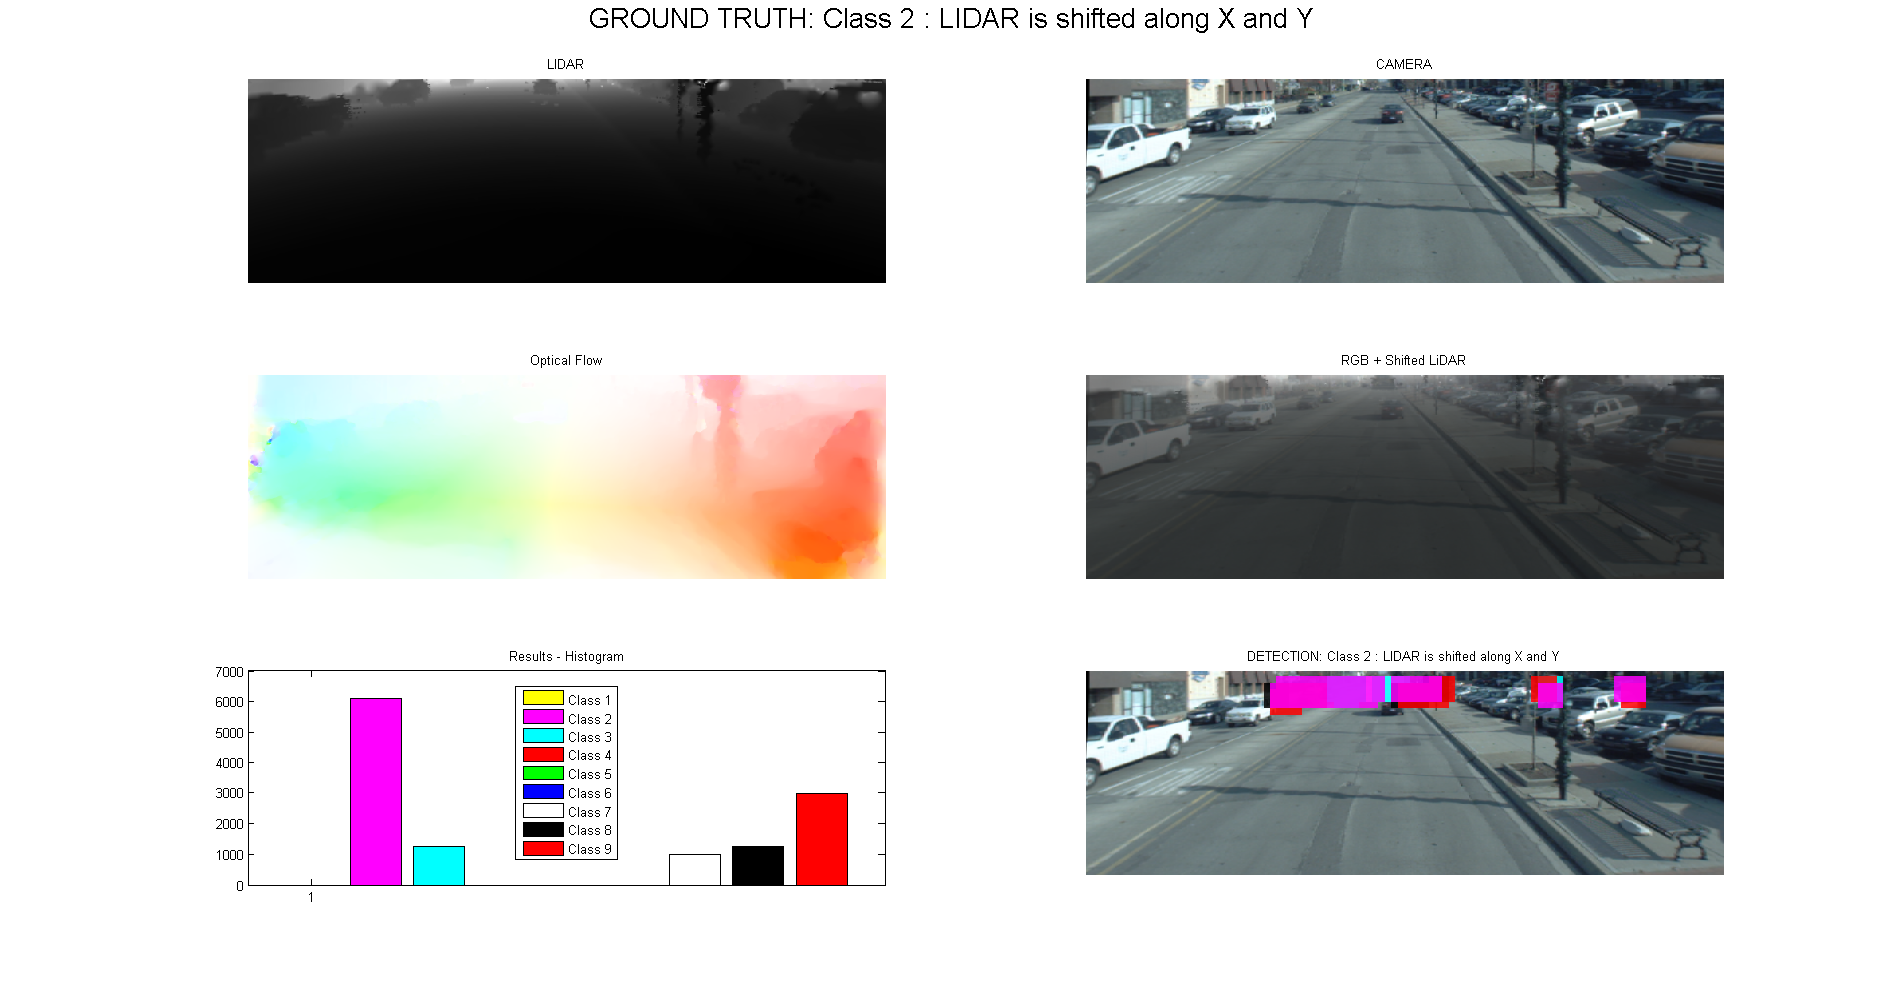 GROUND TRUTH: Class 2 : LIDAR is shifted along X and Y
LIDAR
CAMERA
Optical Flow
RGB + Shifted LiDAR
Results - Histogram
7000
6000
5000
4000
3000
2000
1000
0
1
Class 1
Class 2
Class 3
Class 4
Class 5
Class 6
Class 7
Class 8
Class 9
DETECTION: Class 2 : LIDAR is shifted along X and Y